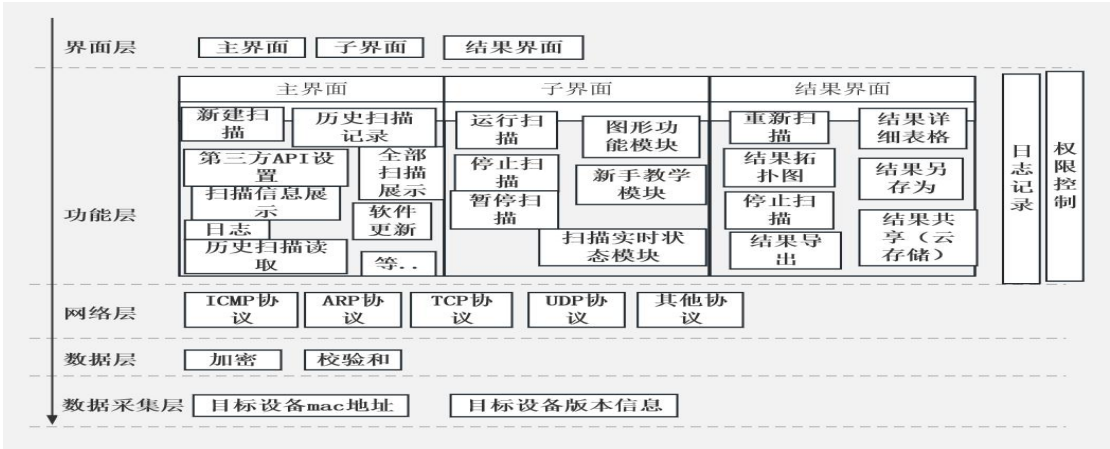 界面层
主界面
子界面
结果界面
功能层
主界面
新建扫
描
历史扫描
记录
第三方API设
置
全部
扫描
展示
扫描信息展
示
日志
软件
更新
历史扫描读
取
等..
子界面
运行扫
描
图形功
能模块
停止扫
描
新手教学
模块
暂停扫
描
扫描实时状
态模块
结果界面
重新扫
描
结果详
细表格
结果拓
扑图
结果另
存为
停止扫
描
结果共
享（云
存储）
结果导
出
日志记录
权限控制
网络层
ICMP协
议
ARP协
议
TCP协
议
UDP协
议
其他协
议
数据层
加密
校验和
数据采集层
目标设备mac地址
目标设备版本信息